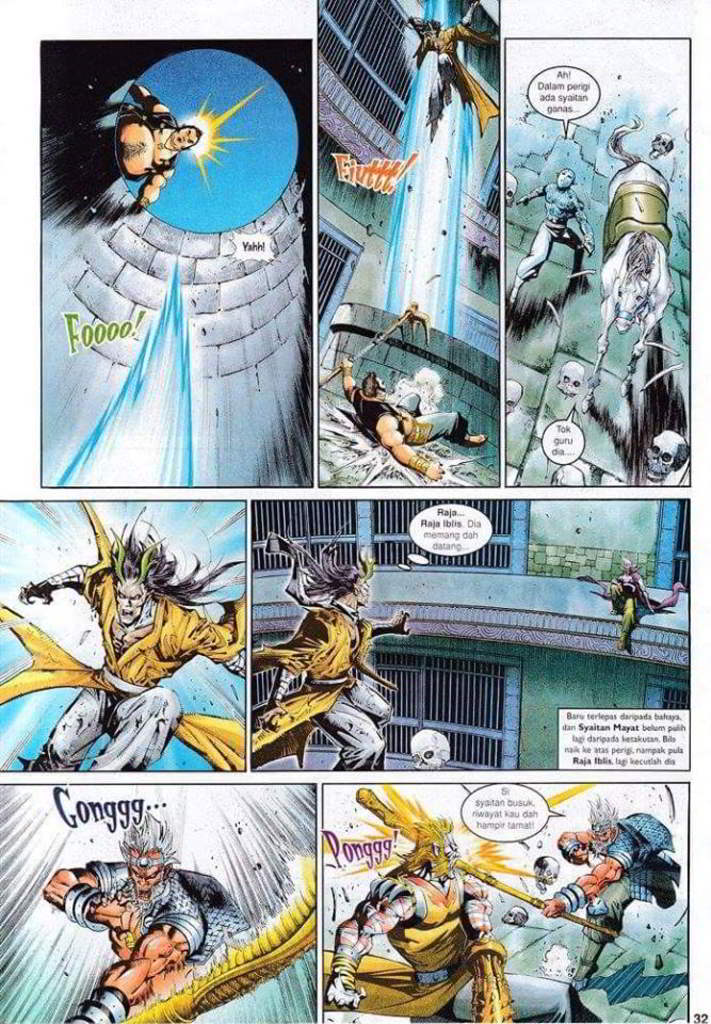 Yahh!
Foooo!
Fiuttt!
Ah!
Dalam perigi
ada syaitan
ganas...
Tok
guru
dia....
Raja...
Raja Iblis. Dia
memang dah
datang...
Baru terlepas daripada bahaya,
dan Syaitan Mayat belum pulih
lagi daripada ketakutan. Bila
naik ke atas perigi, nampak pula
Raja Iblis, lagi kecutlah dia
Gonggg...
Ponggg!
Si
syaitan busuk,
riwayat kau dah
hampir tamat!
32